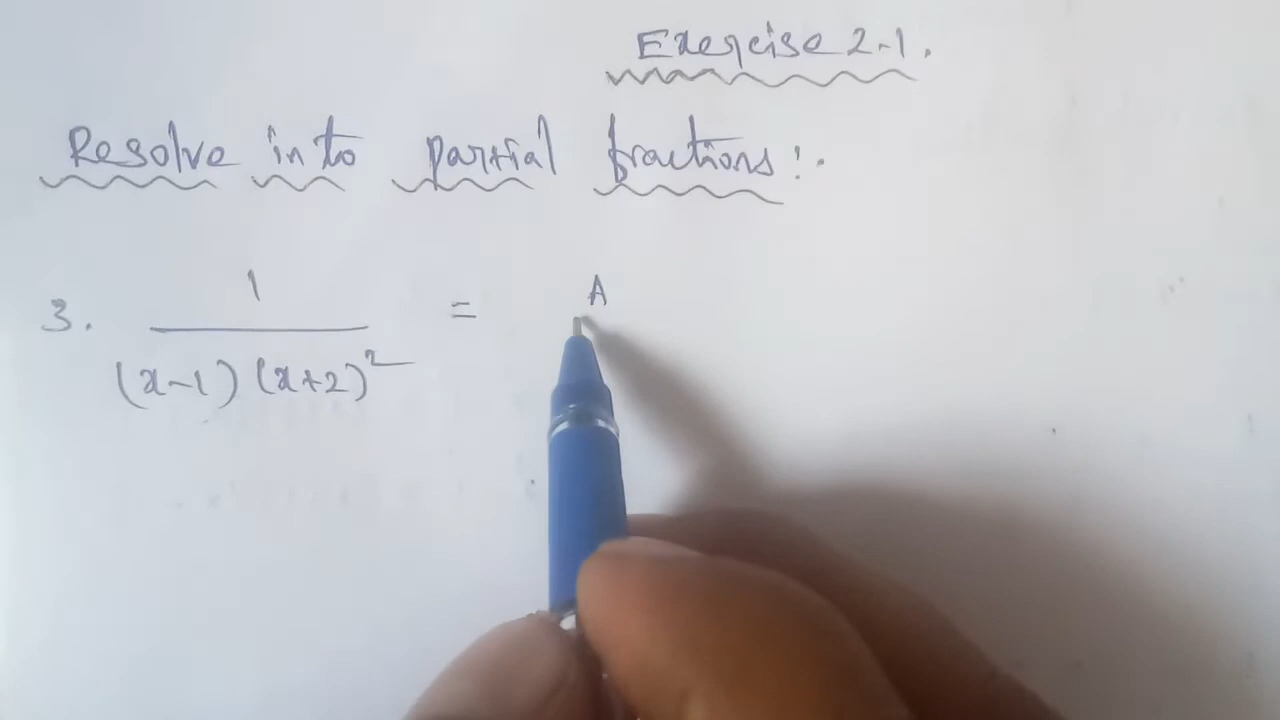 Exercise 2.1.
Resolve into partial fractions:.
3. 1 / (x-1) (x+2)² = A